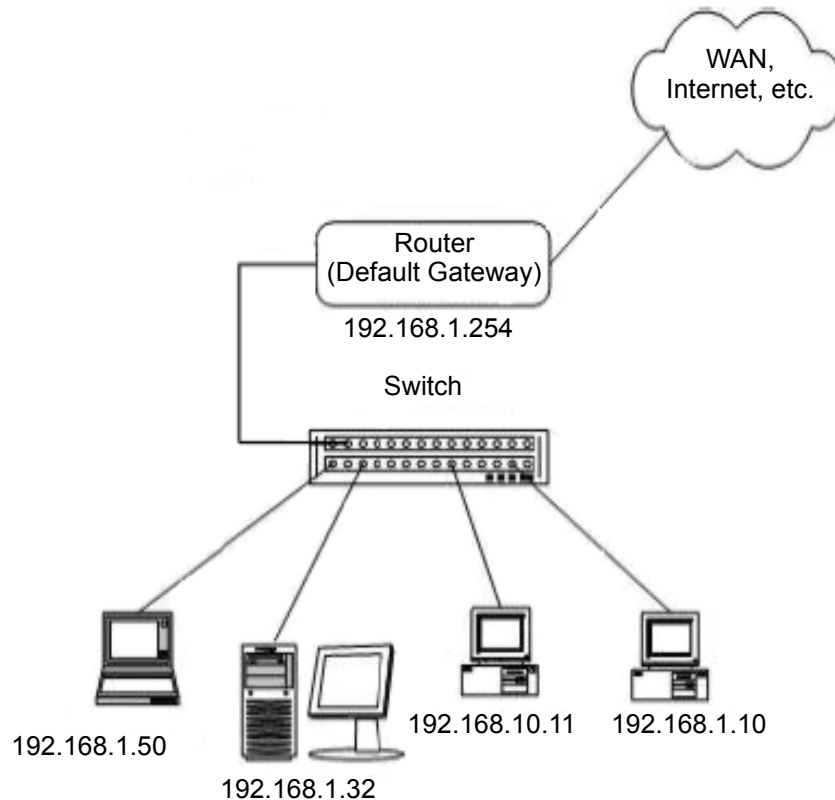 WAN,
Internet, etc.
Router
(Default Gateway)
192.168.1.254
Switch
192.168.1.50
192.168.1.32
192.168.10.11
192.168.1.10